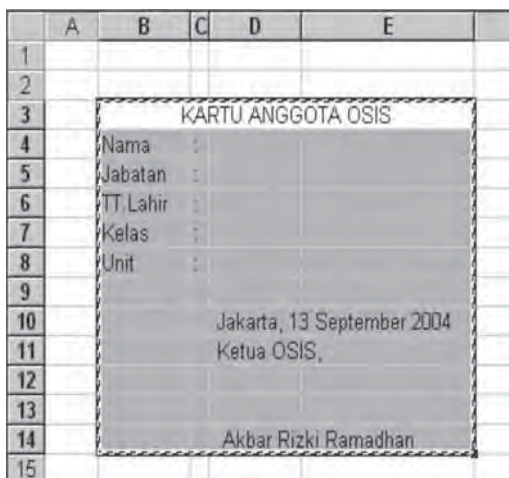 A B C D E
1
2
3 KARTU ANGGOTA OSIS
4 Nama :
5 Jabatan :
6 TT.Lahir :
7 Kelas :
8 Unit :
9
10 Jakarta, 13 September 2004
11 Ketua OSIS,
12
13
14 Akbar Rizki Ramadhan
15